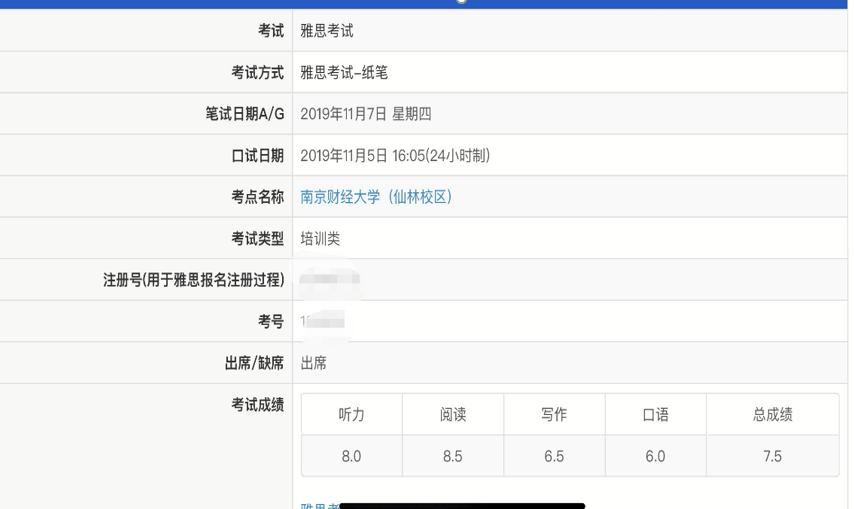 考试 雅思考试
考试方式 雅思考试-纸笔
笔试日期A/G 2019年11月7日 星期四
口试日期 2019年11月5日 16:05(24小时制)
考点名称 南京财经大学（仙林校区）
考试类型 培训类
注册号(用于雅思报名注册过程)
考号 1
出席/缺席 出席
考试成绩 听力 阅读 写作 口语 总成绩
8.0 8.5 6.5 6.0 7.5
雅思考